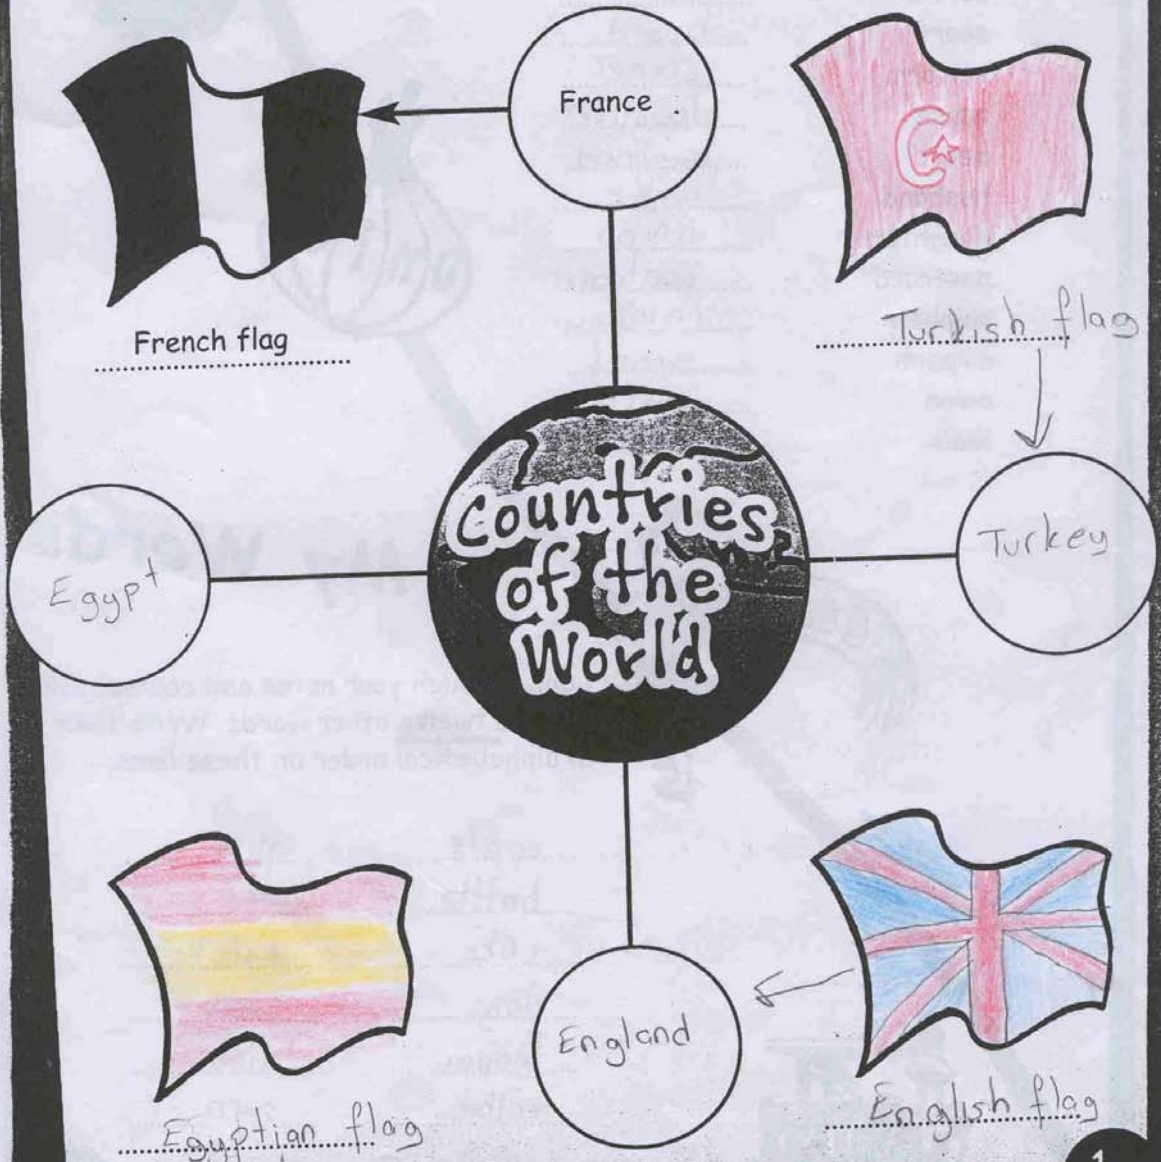 France
French flag
Turkish flag
Countries
of the
World
Egypt
Turkey
England
Egyptian flag
English flag
1